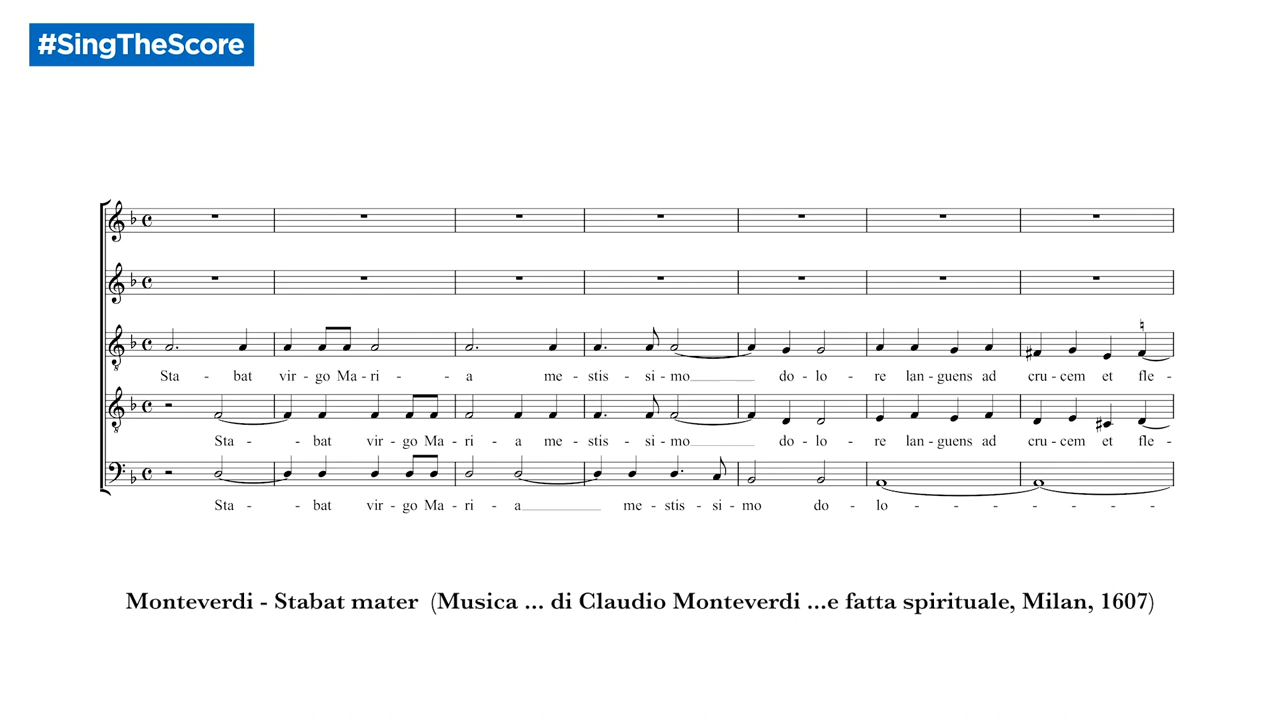 #SingTheScore
Sta - bat vir - go Ma - ri - - a me - stis - si - mo do - lo - re lan - guens ad cru - cem et fle -
Sta - - bat vir - go Ma - ri - a me - stis - si - mo do - lo - re lan - guens ad cru - cem et fle -
Sta - - bat vir - go Ma - ri - a me - stis - si - mo do - lo - - - - - - -
Monteverdi - Stabat mater (Musica ... di Claudio Monteverdi ...e fatta spirituale, Milan, 1607)